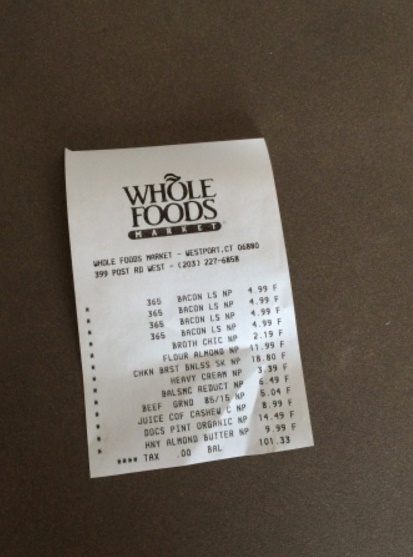 WHOLE
FOODS
MARKET
WHOLE FOODS MARKET - WESTPORT,CT 06880
399 POST RD WEST - (203) 227-6858
365 BACON LS NP 4.99 F
365 BACON LS NP 4.99 F
365 BACON LS NP 4.99 F
365 BACON LS NP 4.99 F
BROTH CHIC NP 2.19 F
FLOUR ALMOND NP 11.99 F
CHKN BRST BNLSS SK NP 18.80 F
HEAVY CREAM NP 3.39 F
BALSMC REDUCT NP 6.49 F
BEEF GRND 85/15 NP 5.04 F
JUICE COF CASHEW C NP 8.99 F
DOCS PINT ORGANIC NP 14.49 F
HNY ALMOND BUTTER NP 9.99 F
**** TAX .00 BAL 101.33